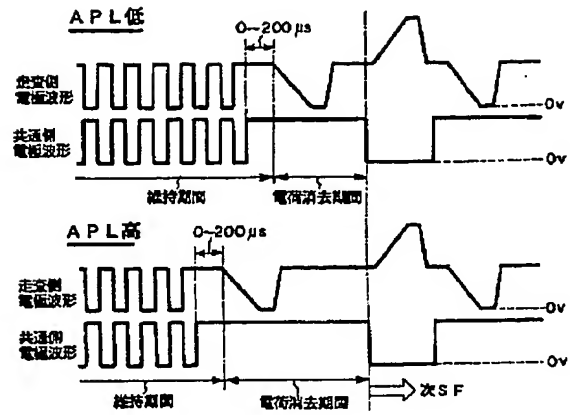 APL低
0~200μs
走査側
電極波形
0v
共通側
電極波形
0v
維持期間
電荷消去期間
APL高
0~200μs
走査側
電極波形
0v
共通側
電極波形
0v
維持期間
電荷消去期間
次SF